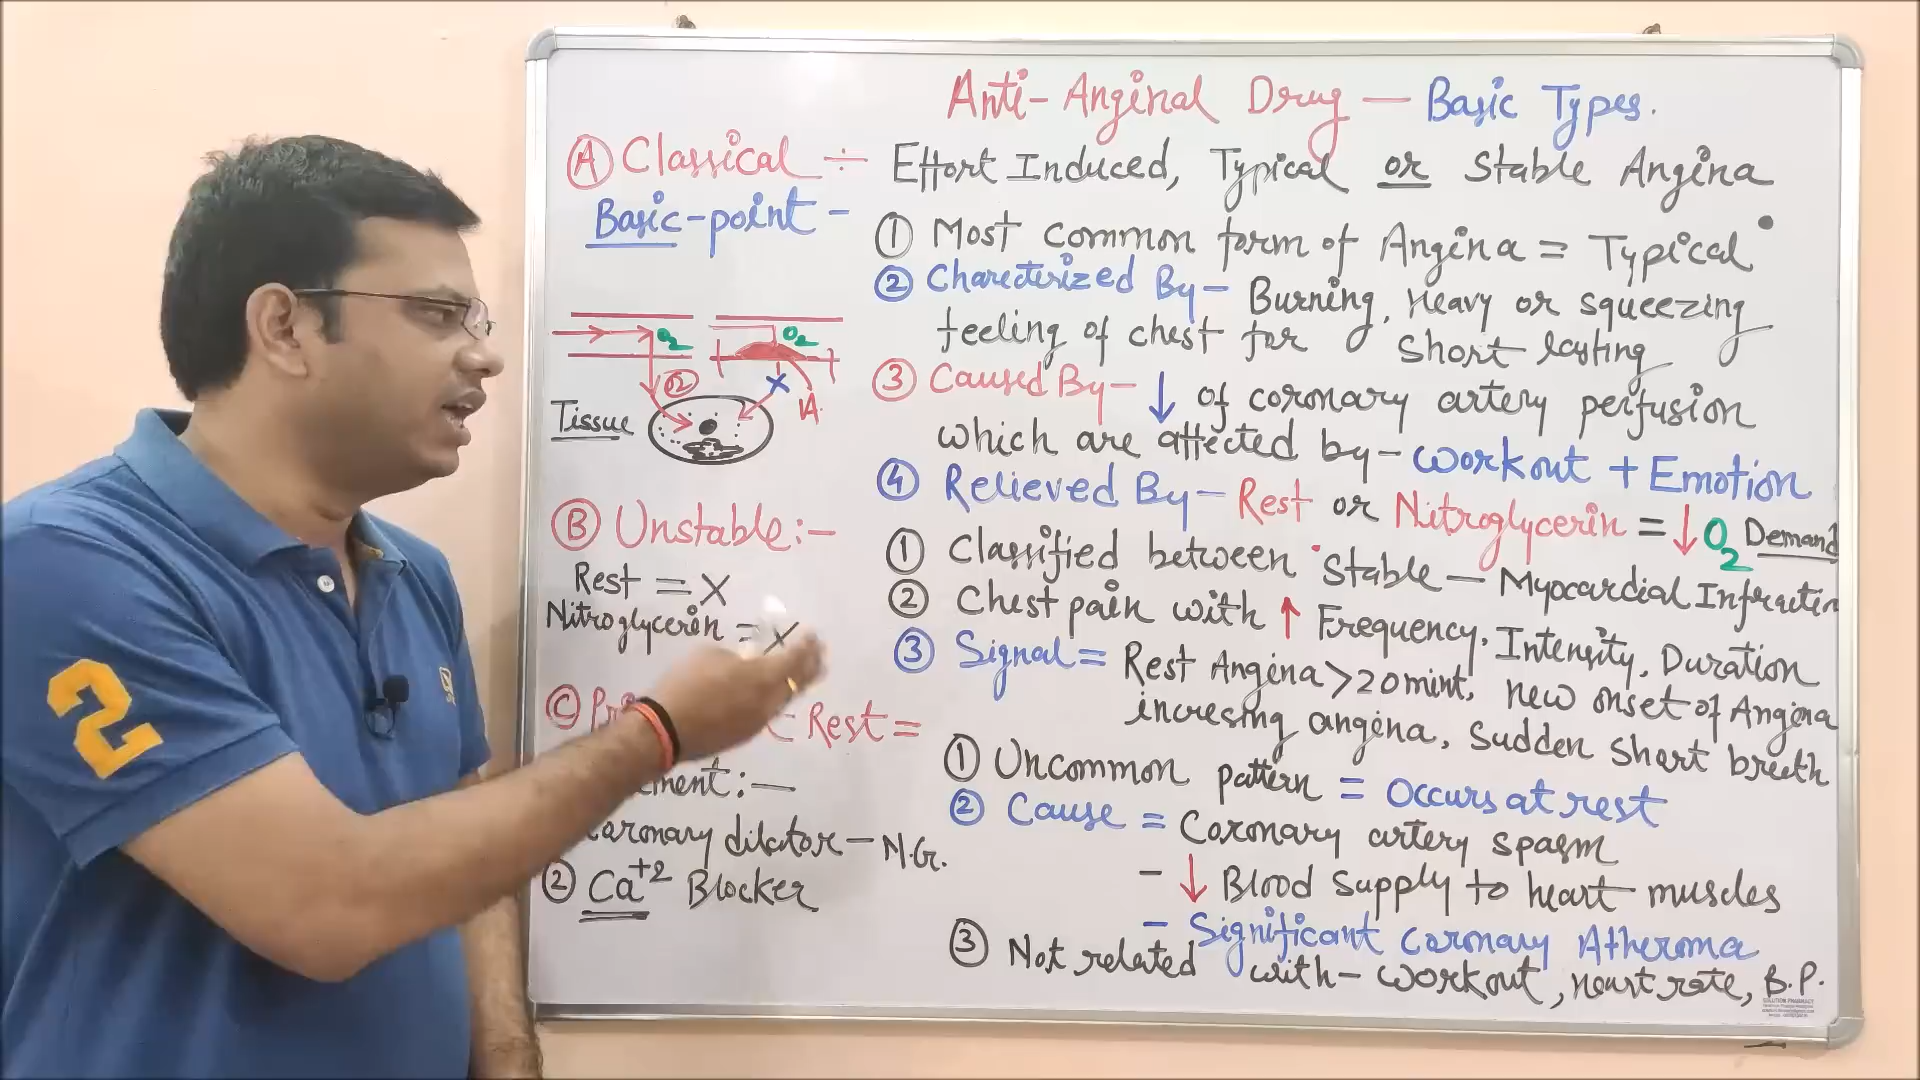 Anti-Anginal Drug — Basic Types.
Ⓐ Classical ÷ Effort Induced, Typical or Stable Angina
Basic-point -
① Most common form of Angina = Typical
② Charecterized By - Burning, Heavy or squeezing
feeling of chest for short lasting
③ Caused By - ↓ of coronary artery perfusion
which are affected by - workout + Emotion
④ Relieved By - Rest or Nitroglycerin = ↓ O2 Demand
O2
O2
O2
X
Tissue
Ⓑ Unstable :-
Rest = X
Nitroglycerin = X
① Classified between Stable — Myocardial Infraction
② Chest pain with ↑ Frequency, Intensity, Duration
③ Signal = Rest Angina > 20 mint, new onset of Angina
incresing angina, sudden short breeth
Ⓒ Rest =
① Uncommon pattern = Occurs at rest
② Cause = Coronary artery spasm
- ↓ Blood supply to heart muscles
- Significant Coronary Atheroma
③ Not related with - workout, heart rate, B.P.
:—
Coronary dilator — N.G.
② Ca+2 Blocker
2
SOLUTION PHARMACY